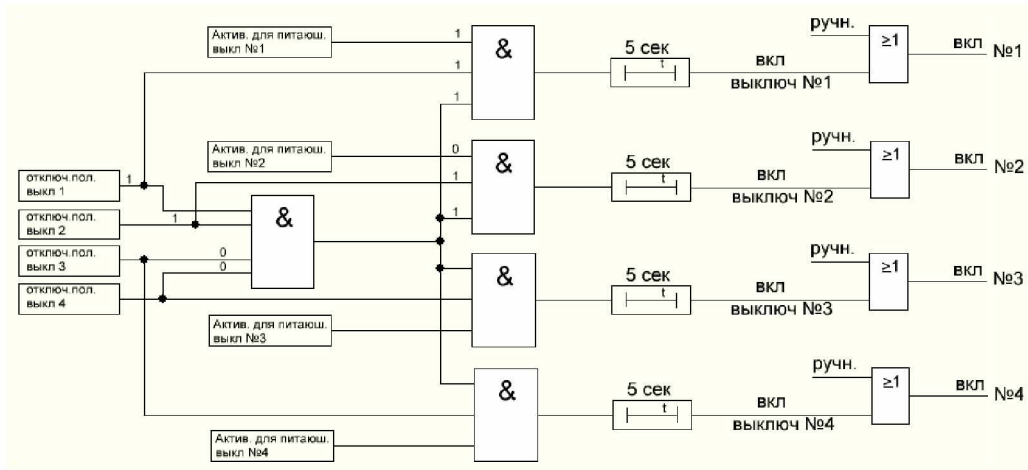 Актив. для питаюш.
выкл №1
1
&
5 сек
t
ручн.
≥1
вкл
№1
1
вкл
выключ №1
1
Актив. для питаюш.
выкл №2
0
&
5 сек
t
ручн.
≥1
вкл
№2
отключ.пол.
выкл 1
1
1
вкл
выключ №2
отключ.пол.
выкл 2
1
&
1
отключ.пол.
выкл 3
0
0
&
5 сек
t
ручн.
≥1
вкл
№3
отключ.пол.
выкл 4
вкл
выключ №3
Актив. для питаюш.
выкл №3
&
5 сек
t
ручн.
≥1
вкл
№4
вкл
выключ №4
Актив. для питаюш.
выкл №4